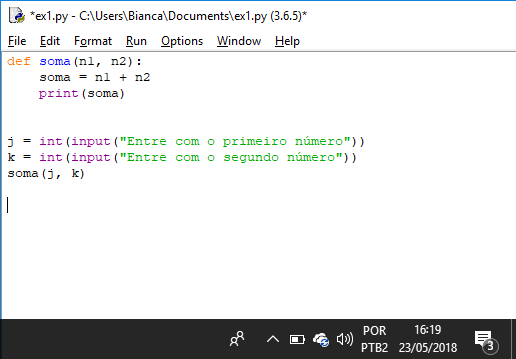 *ex1.py - C:\Users\Bianca\Documents\ex1.py (3.6.5)*
File Edit Format Run Options Window Help
def soma(n1, n2):
    soma = n1 + n2
    print(soma)
j = int(input("Entre com o primeiro número"))
k = int(input("Entre com o segundo número"))
soma(j, k)
POR 16:19
PTB2 23/05/2018 3